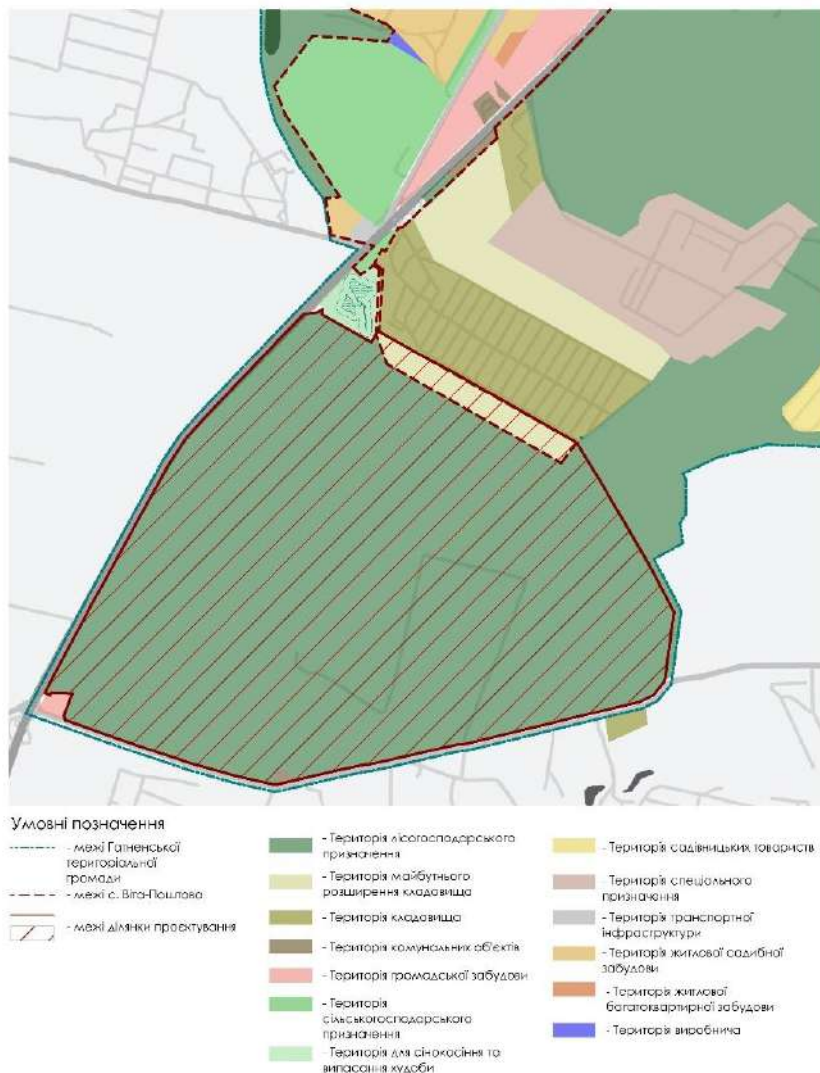 Умовні позначення
- межі Гатненської
територіальної
громади
- межі с. Віта-Поштова
- межі ділянки проєктування
- Територія лісогосподарського
призначення
- Територія майбутнього
розширення кладовища
- Територія кладовища
- Територія комунальних об'єктів
- Територія громадської забудови
- Територія
сільськогосподарського
призначення
- Територія для сінокосіння та
випасання худоби
- Територія садівницьких товариств
- Територія спеціального
призначення
- Територія транспортної
інфраструктури
- Територія житлової садибної
забудови
- Територія житлової
багатоквартирної забудови
- Територія виробнича